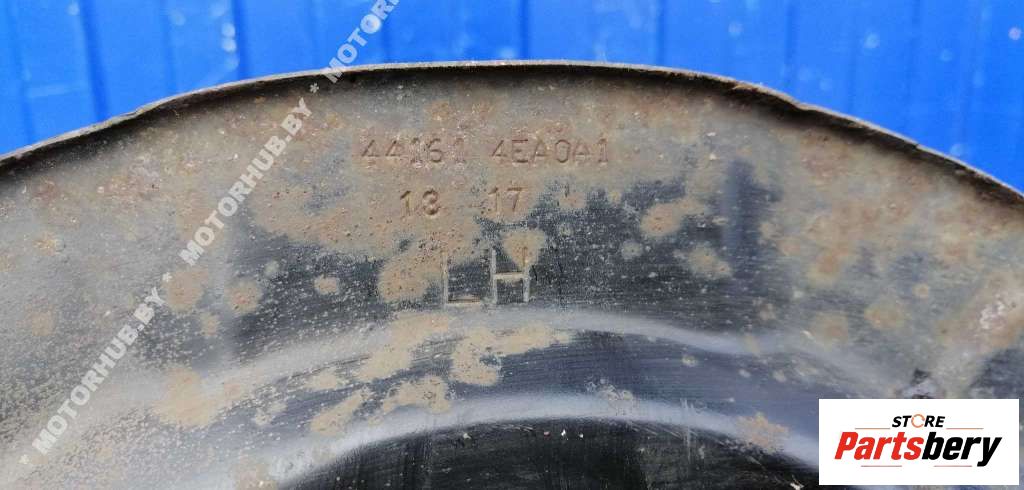 44161 4EA0A1
13 17
LH
* MOTORHUB.BY * MOTORHUB.BY * MOTORHUB.BY
STORE
Partsbery